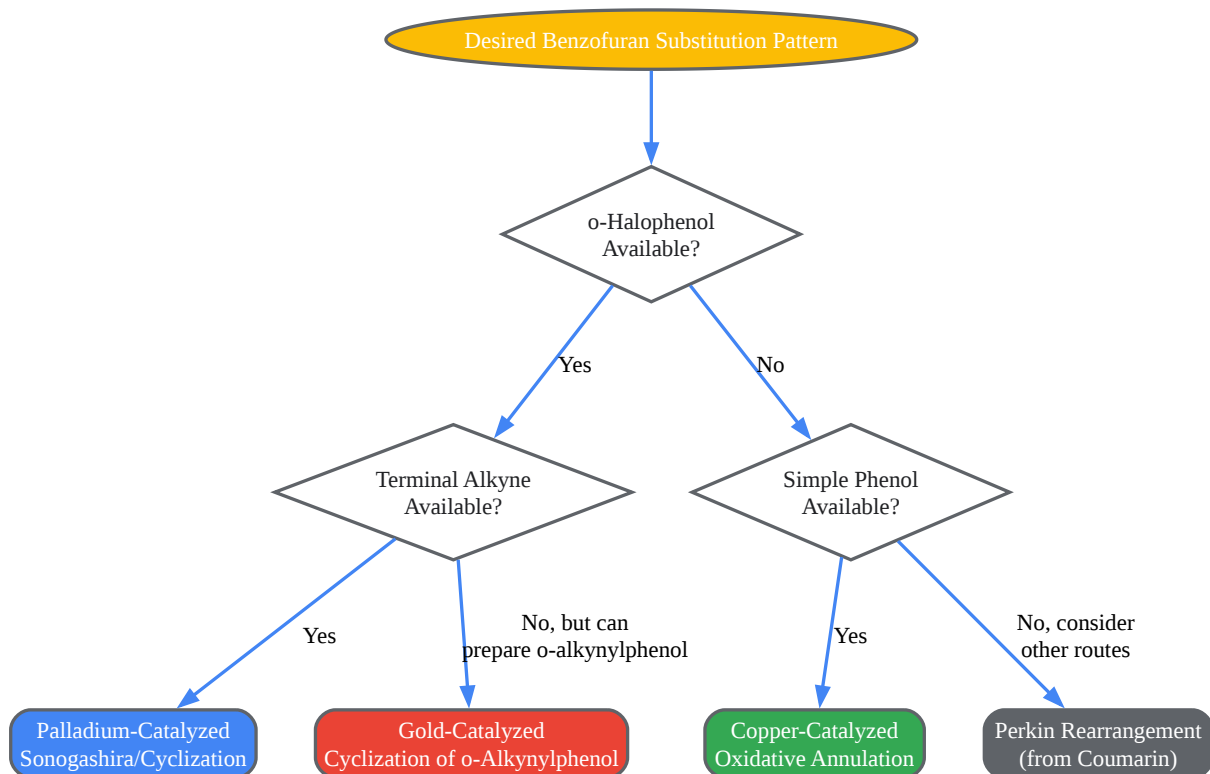 Desired Benzofuran Substitution Pattern
o-Halophenol
Available?
Yes
No
Terminal Alkyne
Available?
Simple Phenol
Available?
Yes
No, but can
prepare o-alkynylphenol
Yes
No, consider
other routes
Palladium-Catalyzed
Sonogashira/Cyclization
Gold-Catalyzed
Cyclization of o-Alkynylphenol
Copper-Catalyzed
Oxidative Annulation
Perkin Rearrangement
(from Coumarin)